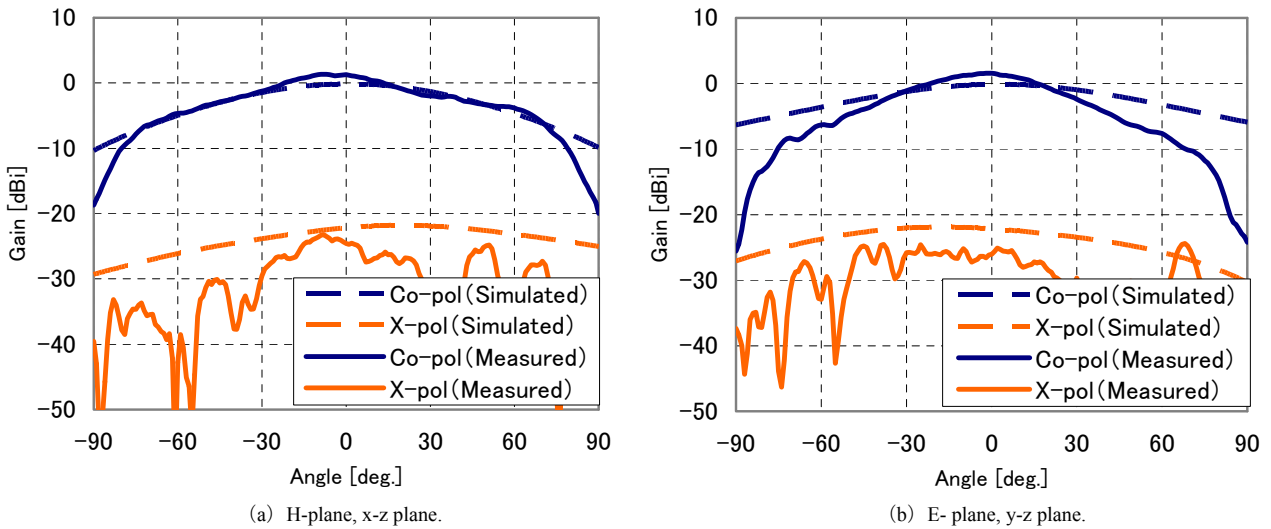 10
0
−10
−20
−30
−40
−50
Gain [dBi]
Co−pol(Simulated)
X−pol(Simulated)
Co−pol(Measured)
X−pol(Measured)
−90 −60 −30 0 30 60 90
Angle [deg.]
(a) H-plane, x-z plane.
10
0
−10
−20
−30
−40
−50
Gain [dBi]
Co−pol(Simulated)
X−pol(Simulated)
Co−pol(Measured)
X−pol(Measured)
−90 −60 −30 0 30 60 90
Angle [deg.]
(b) E- plane, y-z plane.